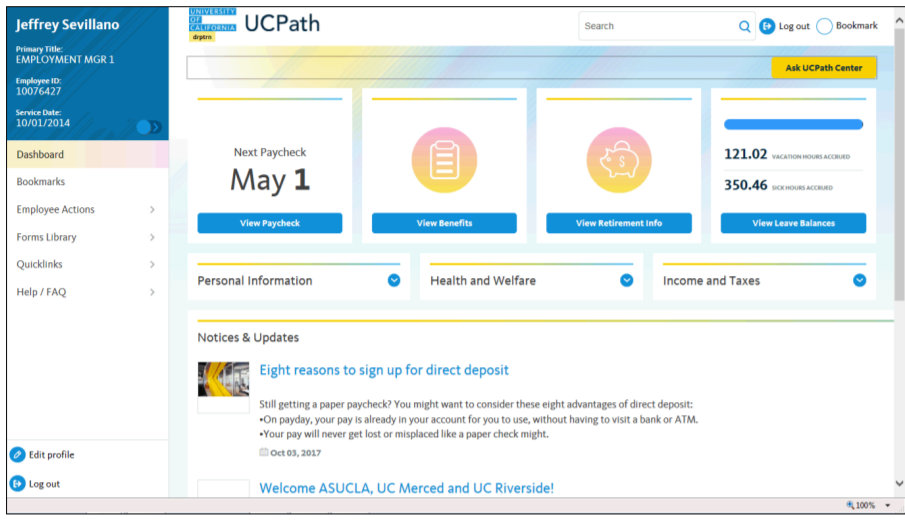 Jeffrey Sevillano
Primary Title:
EMPLOYMENT MGR 1
Employee ID:
10076427
Service Date:
10/01/2014
Dashboard
Bookmarks
Employee Actions
Forms Library
Quicklinks
Help / FAQ
Edit profile
Log out
UNIVERSITY
OF
CALIFORNIA
drptrn
UCPath
Search
Log out
Bookmark
Ask UCPath Center
Next Paycheck
May 1
View Paycheck
View Benefits
View Retirement Info
121.02 VACATION HOURS ACCRUED
350.46 SICK HOURS ACCRUED
View Leave Balances
Personal Information
Health and Welfare
Income and Taxes
Notices & Updates
Eight reasons to sign up for direct deposit
Still getting a paper paycheck? You might want to consider these eight advantages of direct deposit:
•On payday, your pay is already in your account for you to use, without having to visit a bank or ATM.
•Your pay will never get lost or misplaced like a paper check might.
Oct 03, 2017
Welcome ASUCLA, UC Merced and UC Riverside!
100%